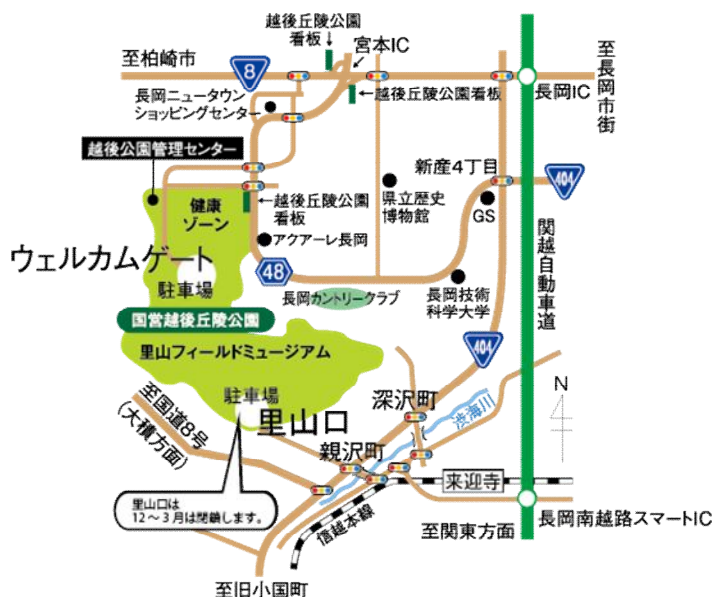 越後丘陵公園
看板
宮本IC
至柏崎市
8
至長岡市街
長岡ニュータウン
ショッピングセンター
越後丘陵公園看板
長岡IC
越後公園管理センター
新産4丁目
404
健康
ゾーン
越後丘陵公園
看板
県立歴史
博物館
GS
ウェルカムゲート
アクアーレ長岡
関越自動車道
駐車場
48
長岡カントリークラブ
長岡技術
科学大学
国営越後丘陵公園
里山フィールドミュージアム
404
N
至国道8号
(大積方面)
駐車場
里山口
深沢町
渋海川
親沢町
里山口は
12～3月は閉鎖します。
来迎寺
信越本線
至関東方面
長岡南越路スマートIC
至旧小国町